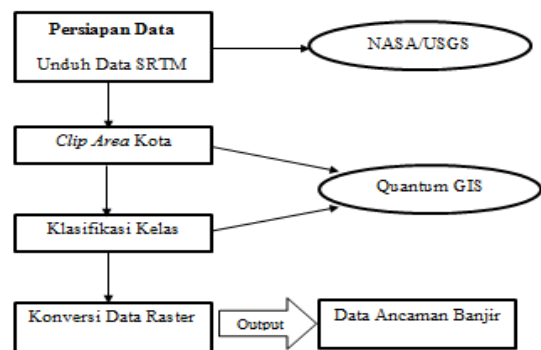 Persiapan Data
Unduh Data SRTM
NASA/USGS
Clip Area Kota
Quantum GIS
Klasifikasi Kelas
Konversi Data Raster
Output
Data Ancaman Banjir